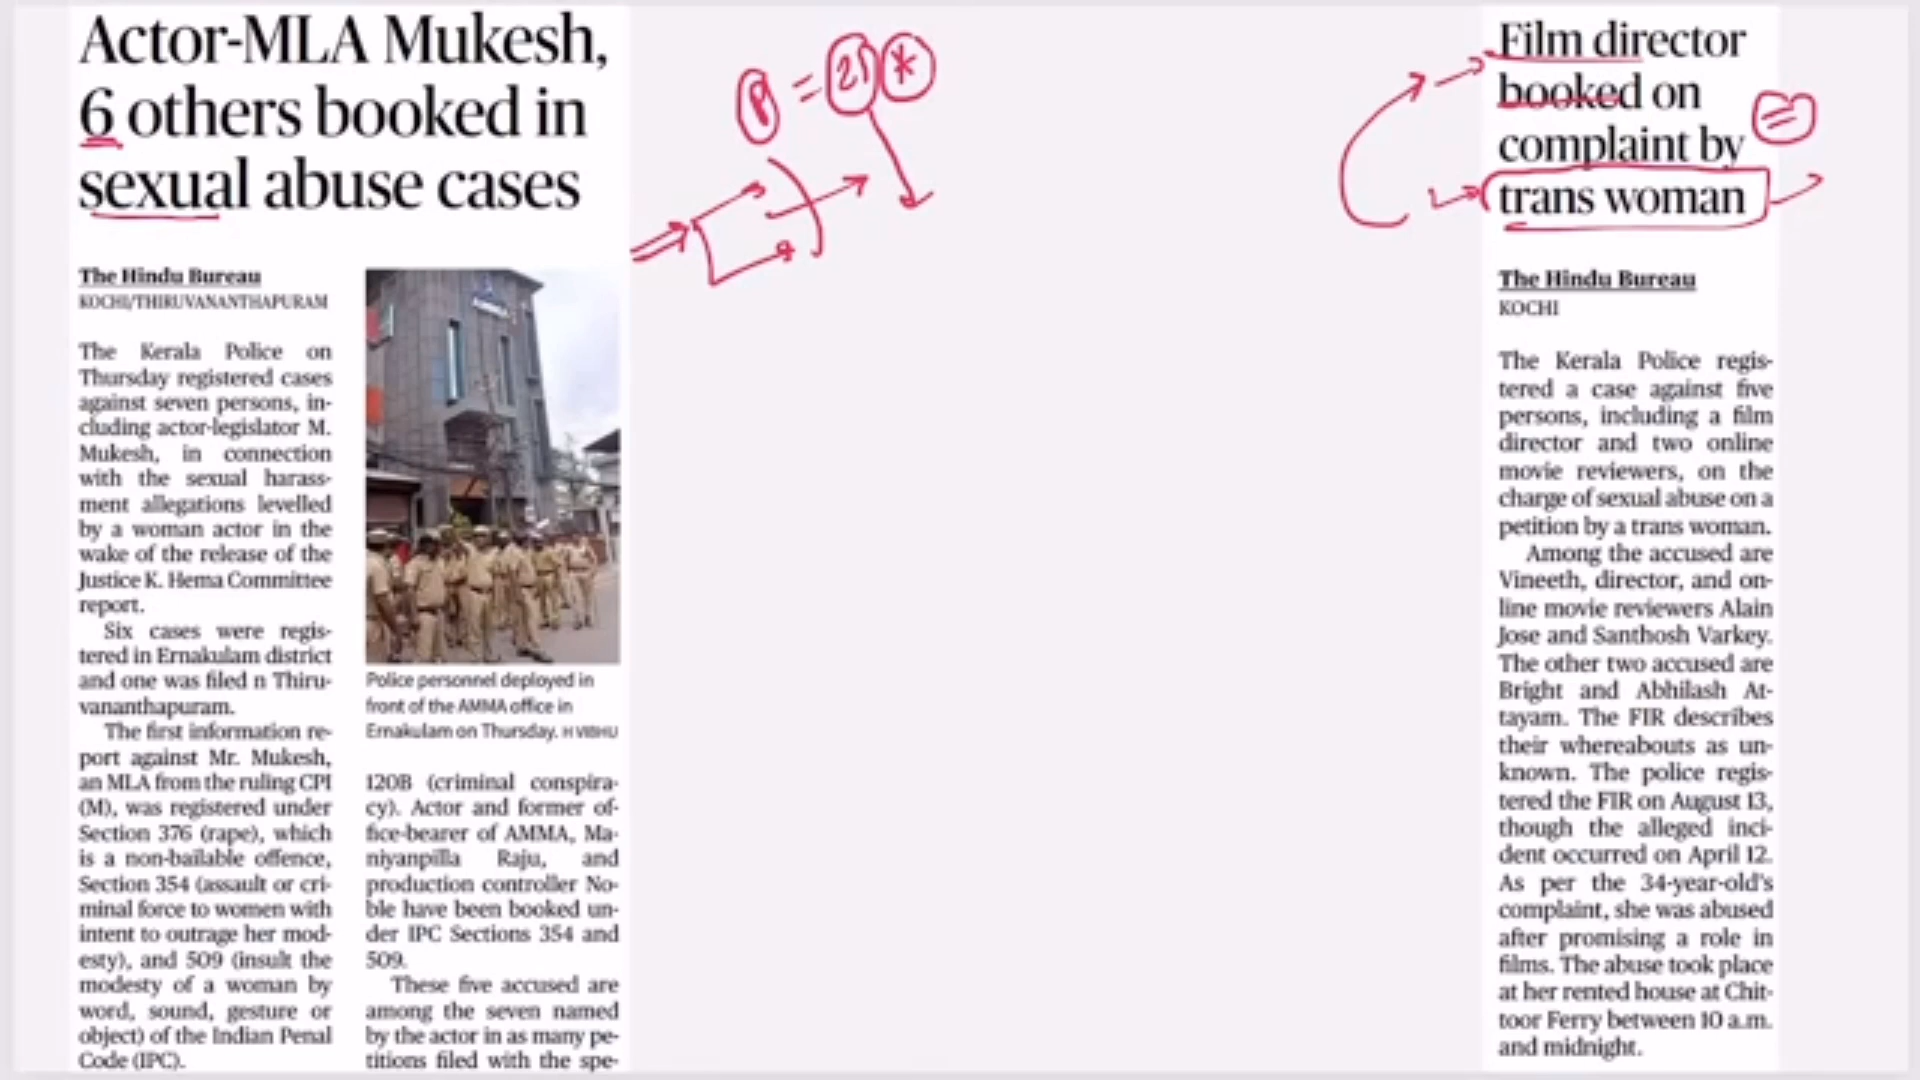 Actor-MLA Mukesh,
6 others booked in
sexual abuse cases
The Hindu Bureau
KOCHI/THIRUVANANTHAPURAM
The Kerala Police on
Thursday registered cases
against seven persons, in-
cluding actor-legislator M.
Mukesh, in connection
with the sexual harass-
ment allegations levelled
by a woman actor in the
wake of the release of the
Justice K. Hema Committee
report.
Six cases were regis-
tered in Ernakulam district
and one was filed n Thiru-
vananthapuram.
The first information re-
port against Mr. Mukesh,
an MLA from the ruling CPI
(M), was registered under
Section 376 (rape), which
is a non-bailable offence,
Section 354 (assault or cri-
minal force to women with
intent to outrage her mod-
esty), and 509 (insult the
modesty of a woman by
word, sound, gesture or
object) of the Indian Penal
Code (IPC).
Police personnel deployed in
front of the AMMA office in
Ernakulam on Thursday. H VIBHU
120B (criminal conspira-
cy). Actor and former of-
fice-bearer of AMMA, Ma-
niyanpilla Raju, and
production controller No-
ble have been booked un-
der IPC Sections 354 and
509.
These five accused are
among the seven named
by the actor in as many pe-
titions filed with the spe-
= 21 *
Film director
booked on
complaint by
trans woman
The Hindu Bureau
KOCHI
The Kerala Police regis-
tered a case against five
persons, including a film
director and two online
movie reviewers, on the
charge of sexual abuse on a
petition by a trans woman.
Among the accused are
Vineeth, director, and on-
line movie reviewers Alain
Jose and Santhosh Varkey.
The other two accused are
Bright and Abhilash At-
tayam. The FIR describes
their whereabouts as un-
known. The police regis-
tered the FIR on August 13,
though the alleged inci-
dent occurred on April 12.
As per the 34-year-old's
complaint, she was abused
after promising a role in
films. The abuse took place
at her rented house at Chit-
toor Ferry between 10 a.m.
and midnight.